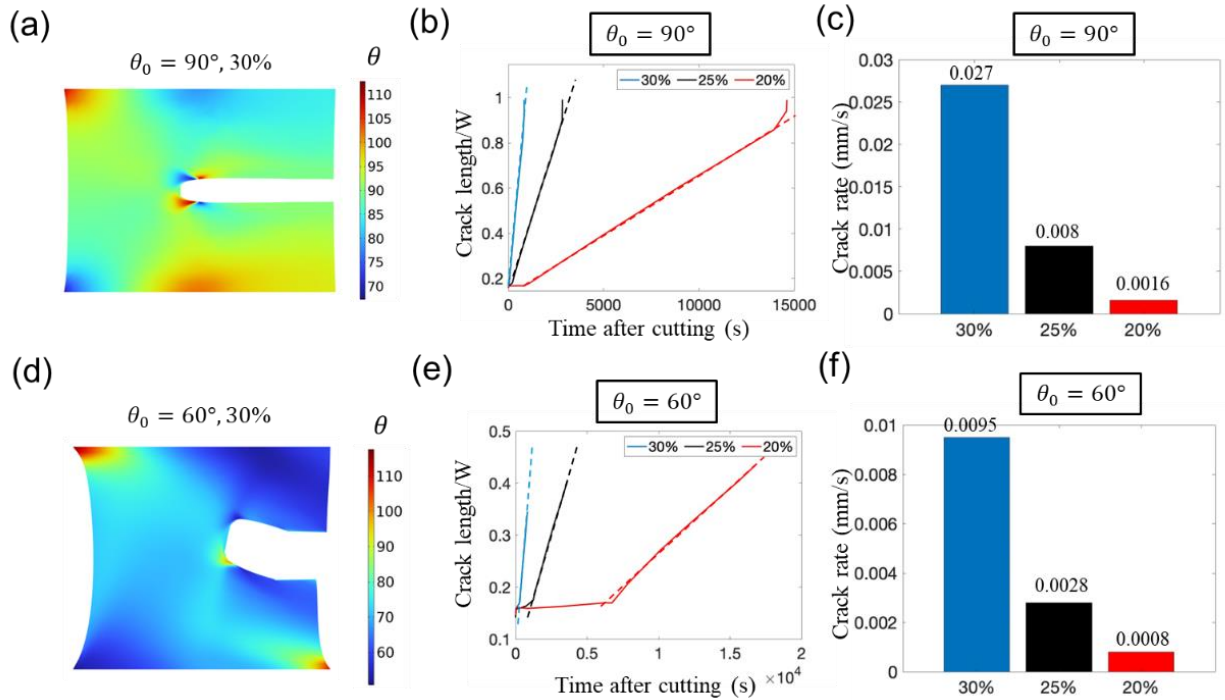 (a)
θ₀ = 90°, 30%
θ
110
105
100
95
90
85
80
75
70
(b)
θ₀ = 90°
30% 25% 20%
Crack length/W
1
0.8
0.6
0.4
0.2
0 5000 10000 15000
Time after cutting (s)
(c)
θ₀ = 90°
Crack rate (mm/s)
0.03
0.025
0.02
0.015
0.01
0.005
0
0.027
0.008
0.0016
30% 25% 20%
(d)
θ₀ = 60°, 30%
θ
110
100
90
80
70
60
(e)
θ₀ = 60°
30% 25% 20%
Crack length/W
0.5
0.4
0.3
0.2
0.1
0 0.5 1 1.5 2
×10⁴
Time after cutting (s)
(f)
θ₀ = 60°
Crack rate (mm/s)
0.01
0.008
0.006
0.004
0.002
0
0.0095
0.0028
0.0008
30% 25% 20%